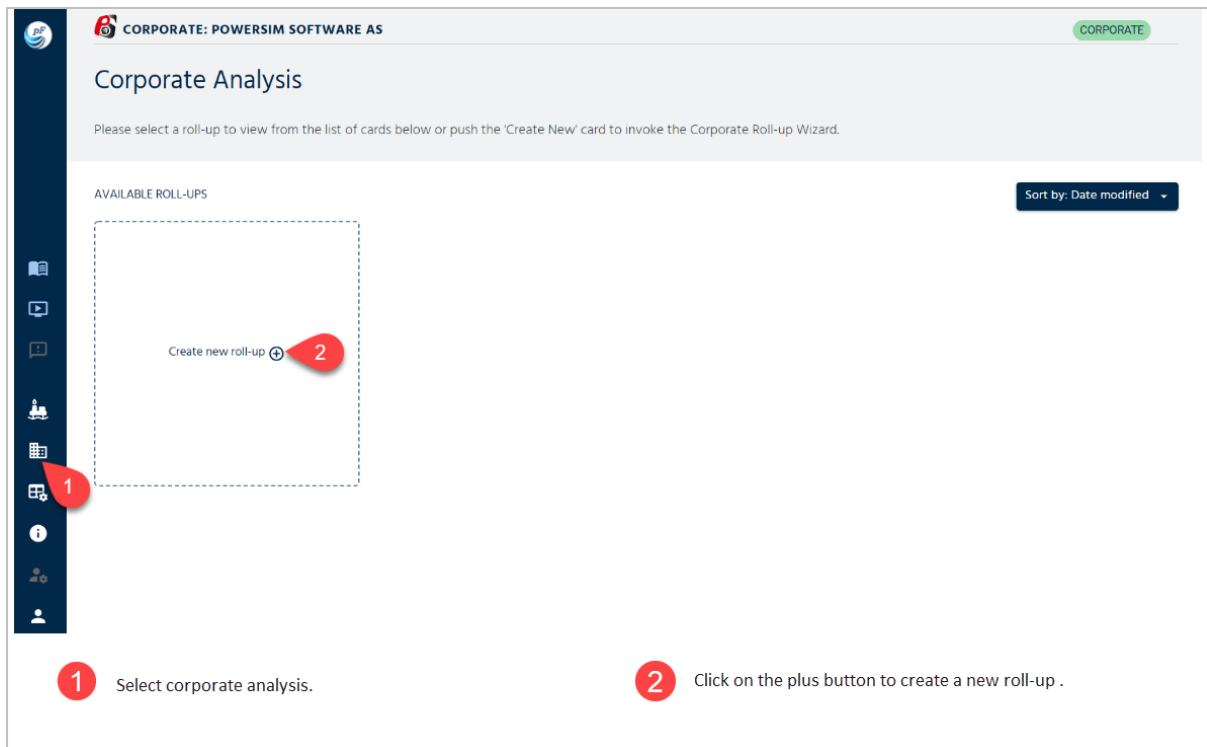 pF
CORPORATE: POWERSIM SOFTWARE AS
CORPORATE
Corporate Analysis
Please select a roll-up to view from the list of cards below or push the 'Create New' card to invoke the Corporate Roll-up Wizard.
AVAILABLE ROLL-UPS
Sort by: Date modified
Create new roll-up
2
1
1 Select corporate analysis.
2 Click on the plus button to create a new roll-up .